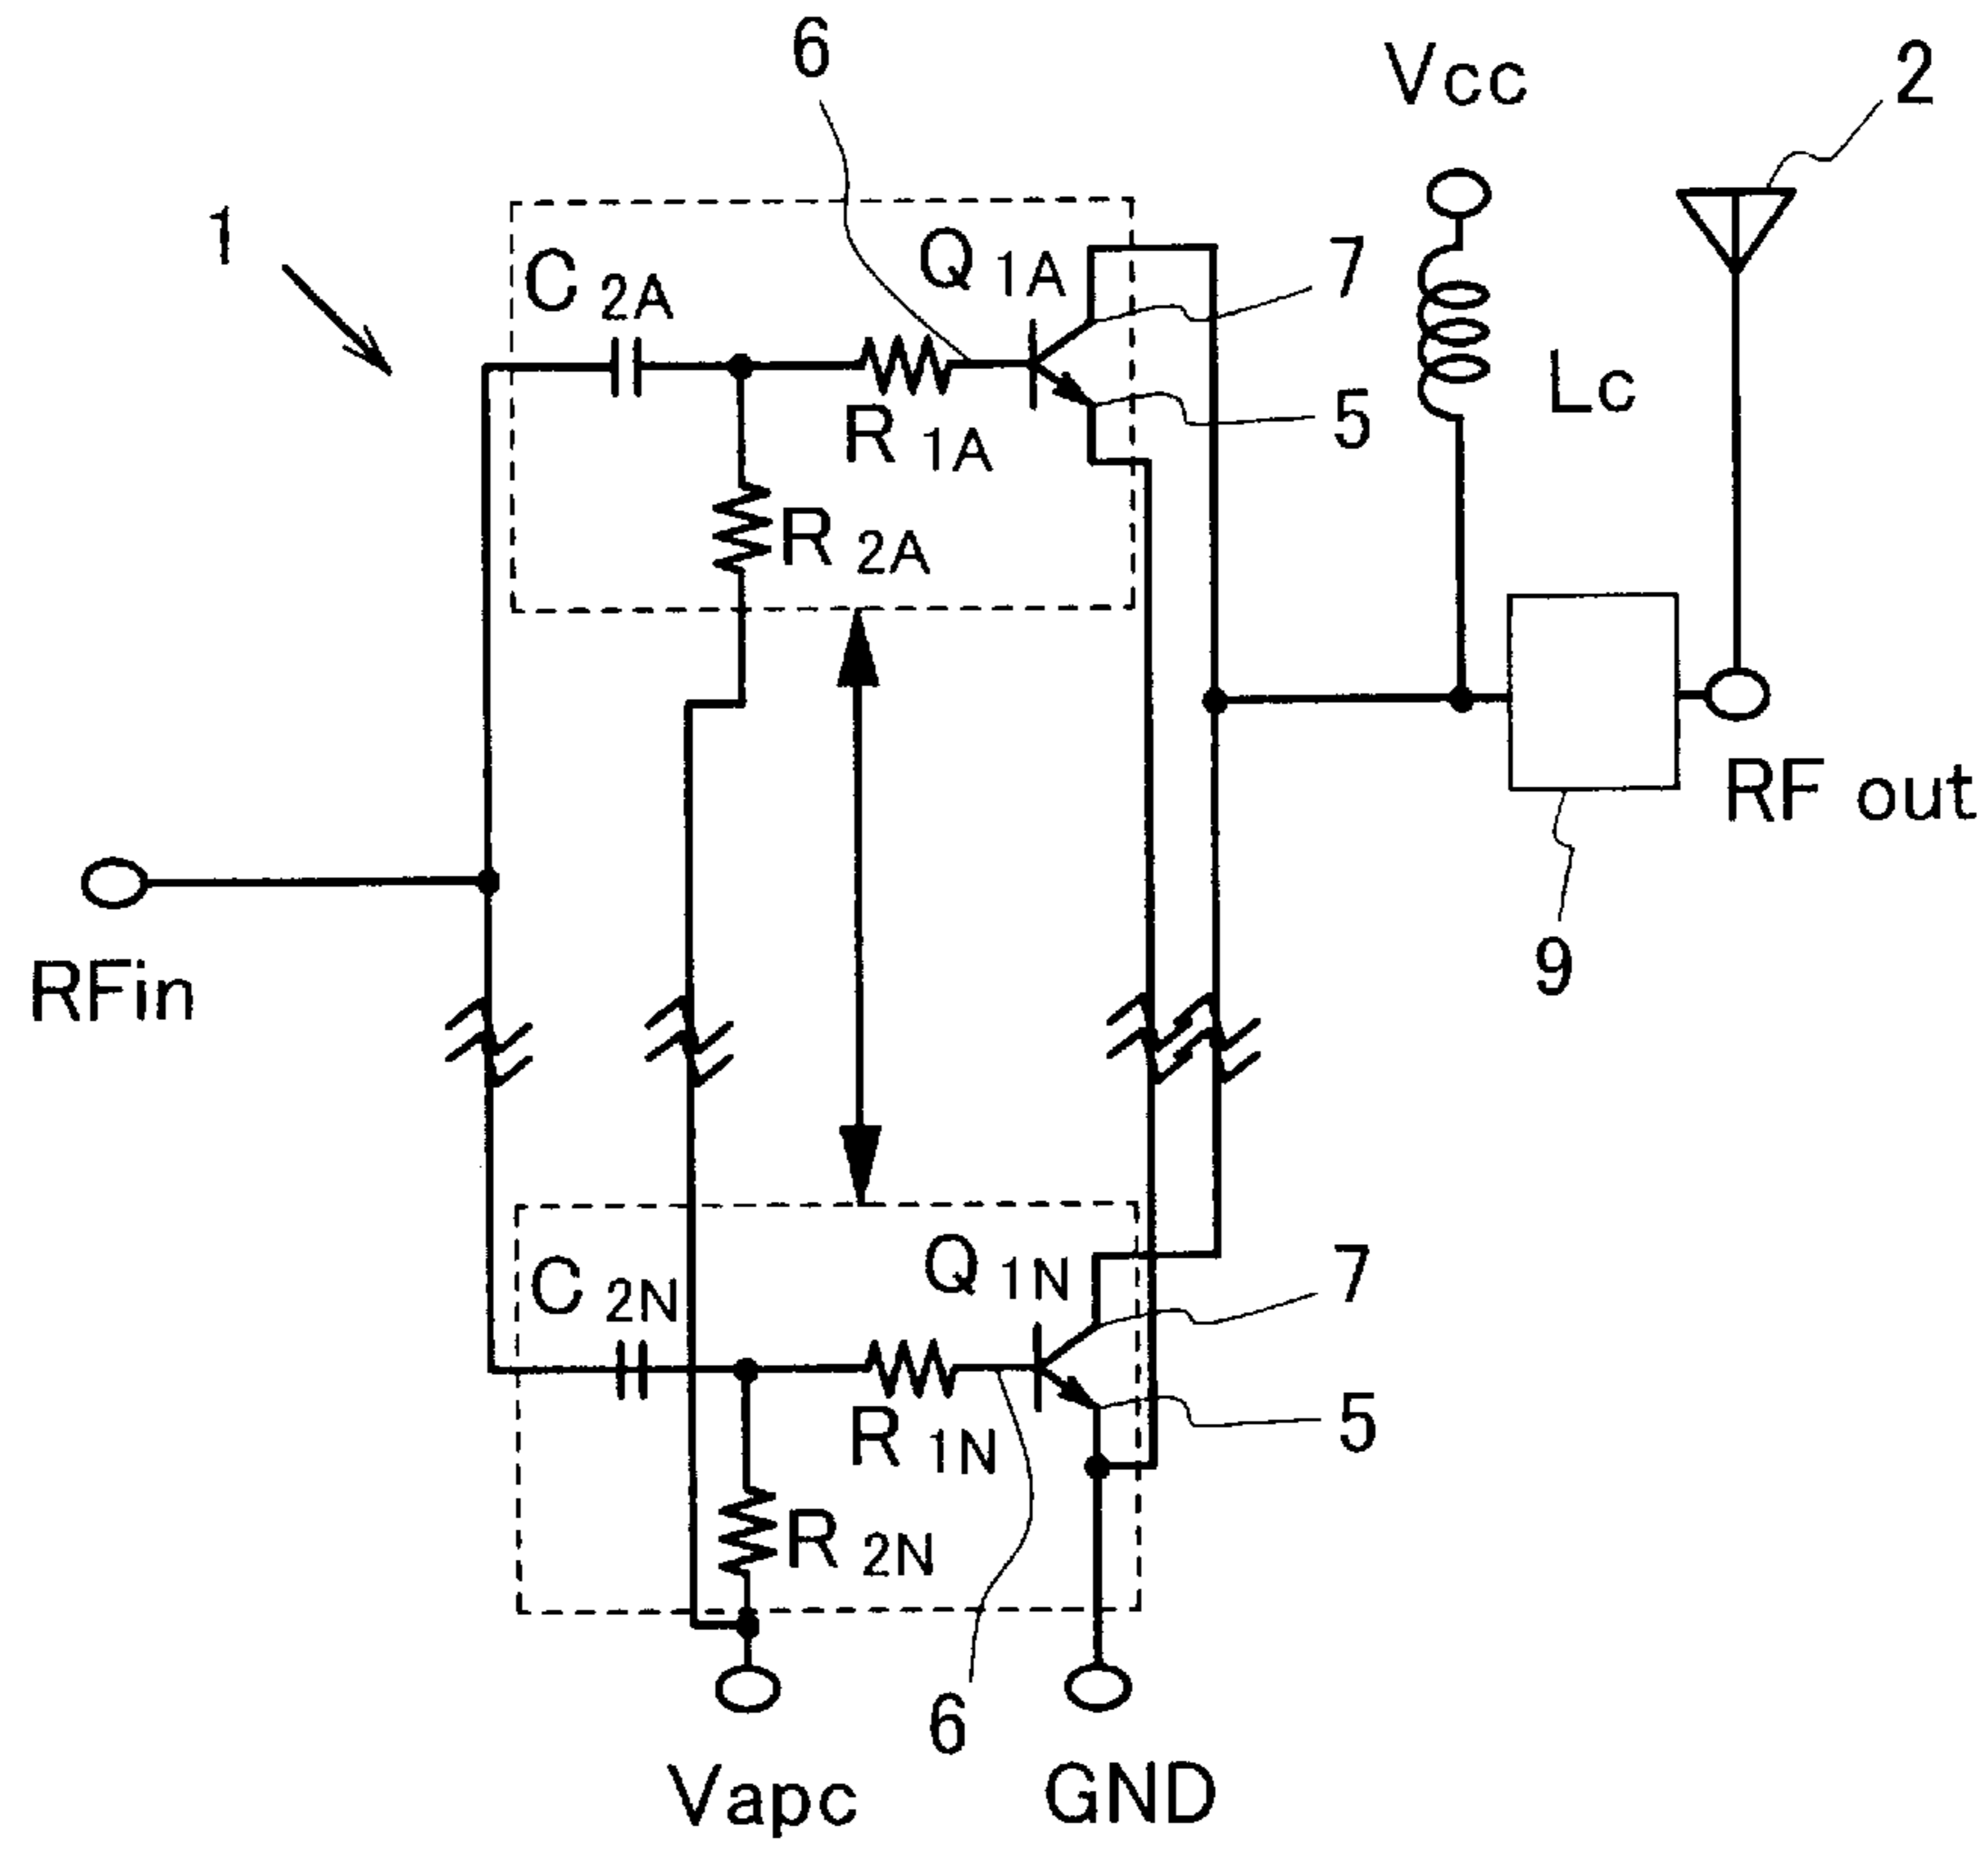 6
Vcc
2
1
C 2A
Q 1A
7
Lc
5
R 1A
R 2A
RF out
9
RFin
Q 1N
7
C 2N
5
R 1N
R 2N
6
Vapc
GND